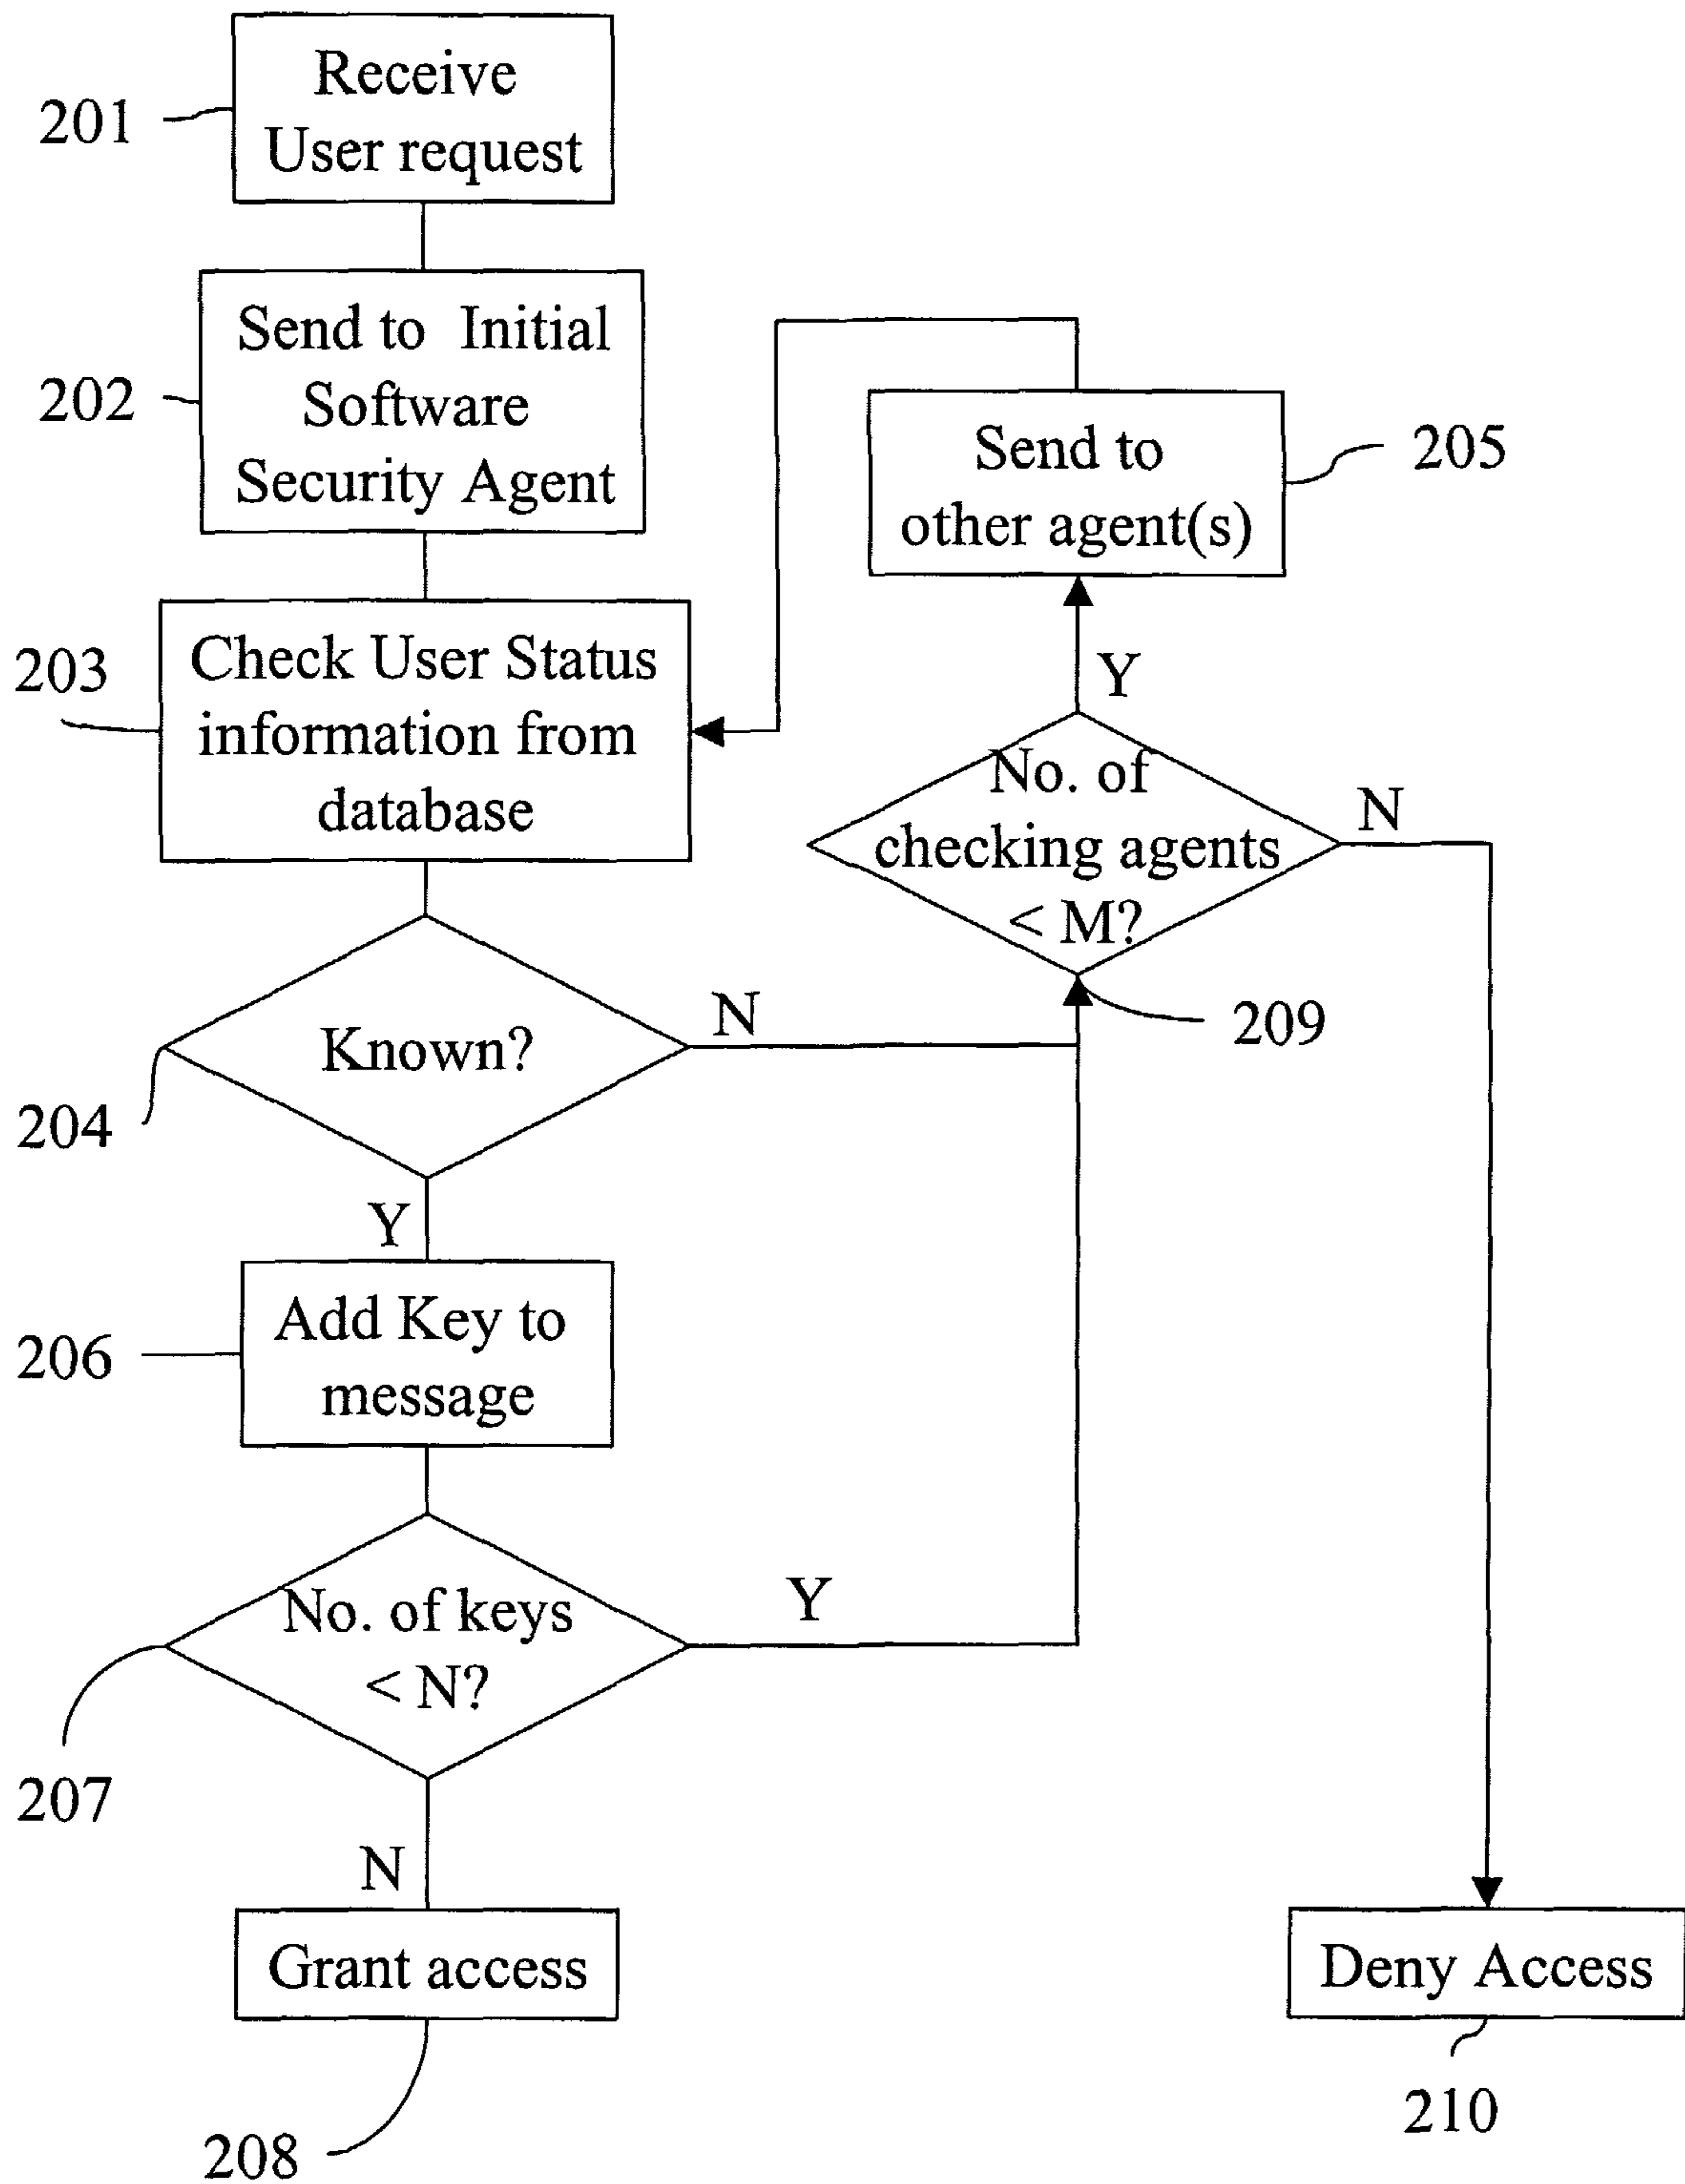 Receive
User request
201
Send to Initial
Software
Security Agent
202
Send to
other agent(s)
205
Check User Status
information from
database
203
Y
No. of
checking agents
< M?
N
209
Known?
N
204
Y
Add Key to
message
206
No. of keys
< N?
Y
207
N
Grant access
208
Deny Access
210